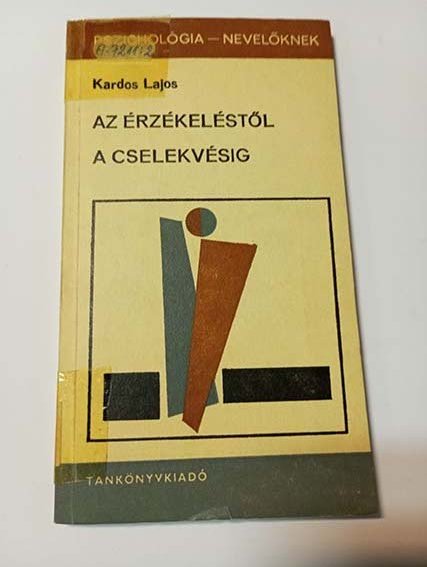 PSZICHOLÓGIA — NEVELŐKNEK
Kardos Lajos
AZ ÉRZÉKELÉSTŐL
A CSELEKVÉSIG
TANKÖNYVKIADÓ